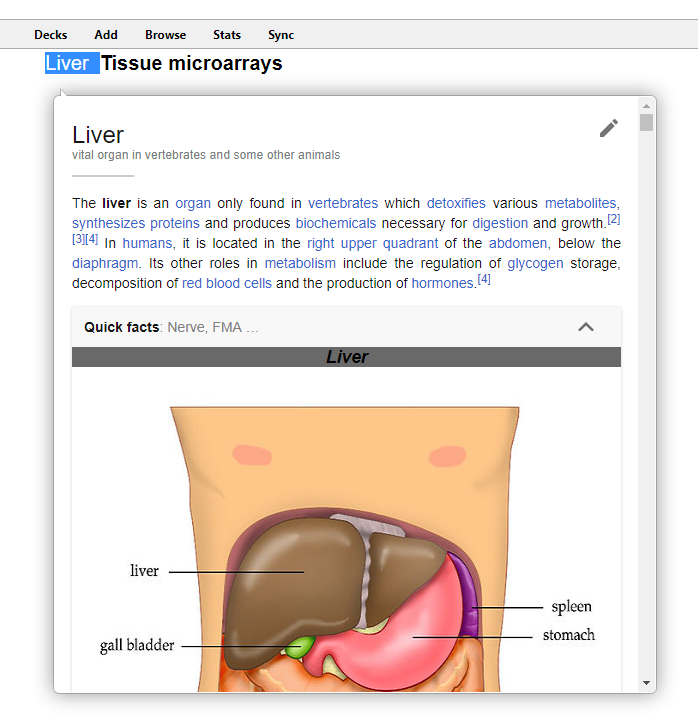 Decks Add Browse Stats Sync
Liver Tissue microarrays
Liver
vital organ in vertebrates and some other animals
The liver is an organ only found in vertebrates which detoxifies various metabolites,
synthesizes proteins and produces biochemicals necessary for digestion and growth.[2]
[3][4] In humans, it is located in the right upper quadrant of the abdomen, below the
diaphragm. Its other roles in metabolism include the regulation of glycogen storage,
decomposition of red blood cells and the production of hormones.[4]
Quick facts: Nerve, FMA ...
Liver
liver
spleen
stomach
gall bladder